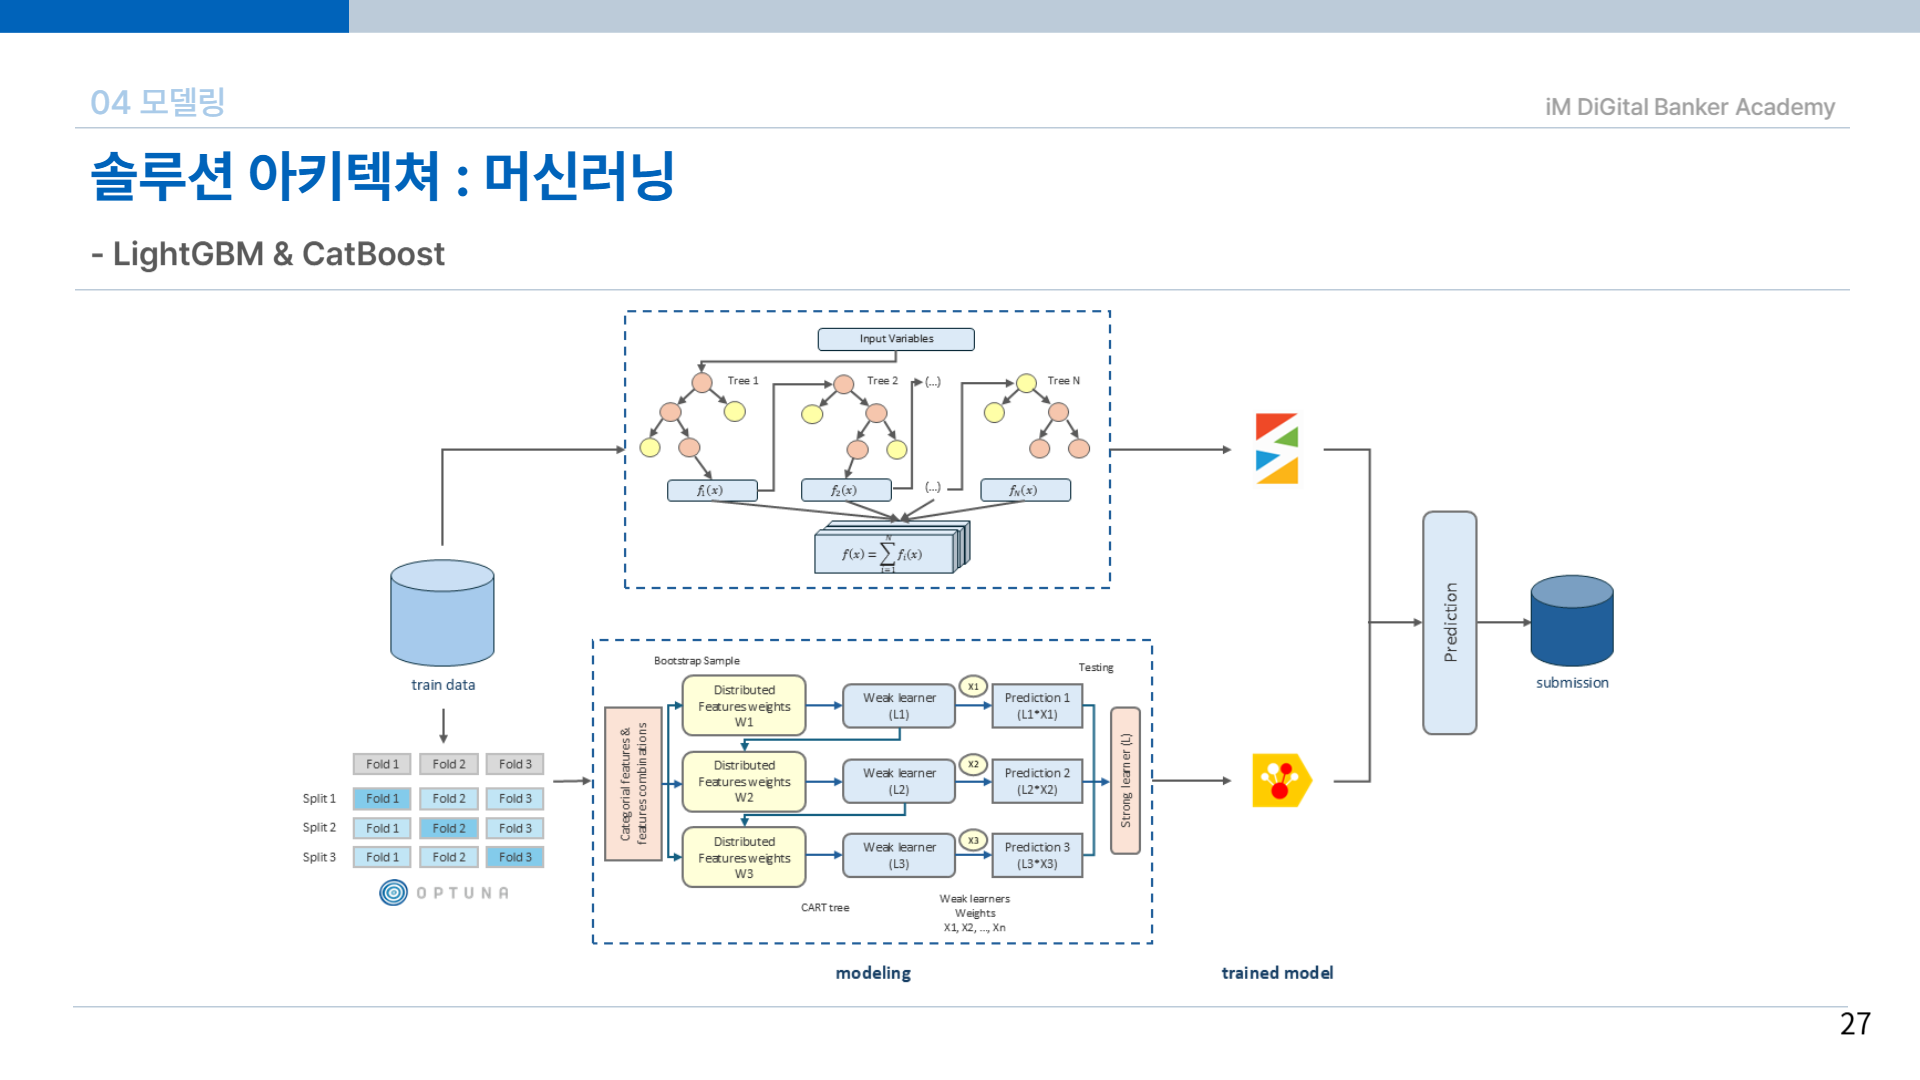 04 모델링
iM DiGital Banker Academy
솔루션 아키텍쳐 : 머신러닝
- LightGBM & CatBoost
Input Variables
Tree 1
Tree 2
(...)
Tree N
f₁(x)
f₂(x)
(...)
f_N(x)
f(x) = ∑_{i=1}^{N} f_i(x)
train data
Fold 1 Fold 2 Fold 3
Split 1 Fold 1 Fold 2 Fold 3
Split 2 Fold 1 Fold 2 Fold 3
Split 3 Fold 1 Fold 2 Fold 3
OPTUNA
Bootstrap Sample
Testing
Categorial features &
features combinations
Distributed
Features weights
W1
Weak learner
(L1)
X1
Prediction 1
(L1*X1)
Distributed
Features weights
W2
Weak learner
(L2)
X2
Prediction 2
(L2*X2)
Distributed
Features weights
W3
Weak learner
(L3)
X3
Prediction 3
(L3*X3)
Strong learner (L)
CART tree
Weak learners
Weights
X1, X2, ..., Xn
Prediction
submission
modeling
trained model
27